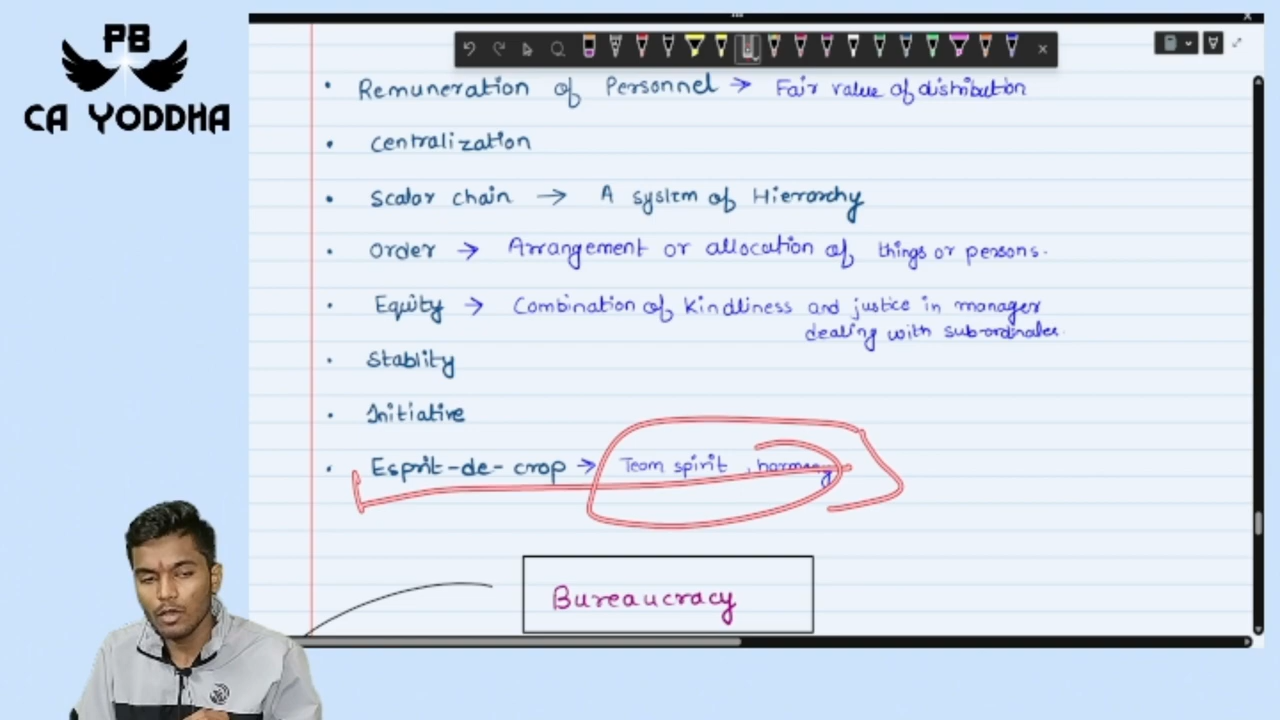 PB
CA YODDHA
• Remuneration of Personnel → Fair value of distribution
• Centralization
• Scalar chain → A system of Hierarchy
• Order → Arrangement or allocation of things or persons.
• Equity → Combination of kindliness and justice in manager
dealing with sub-ordinates.
• Stablity
• Initiative
• Esprit-de-crop → Team spirit, harmony
Bureaucracy